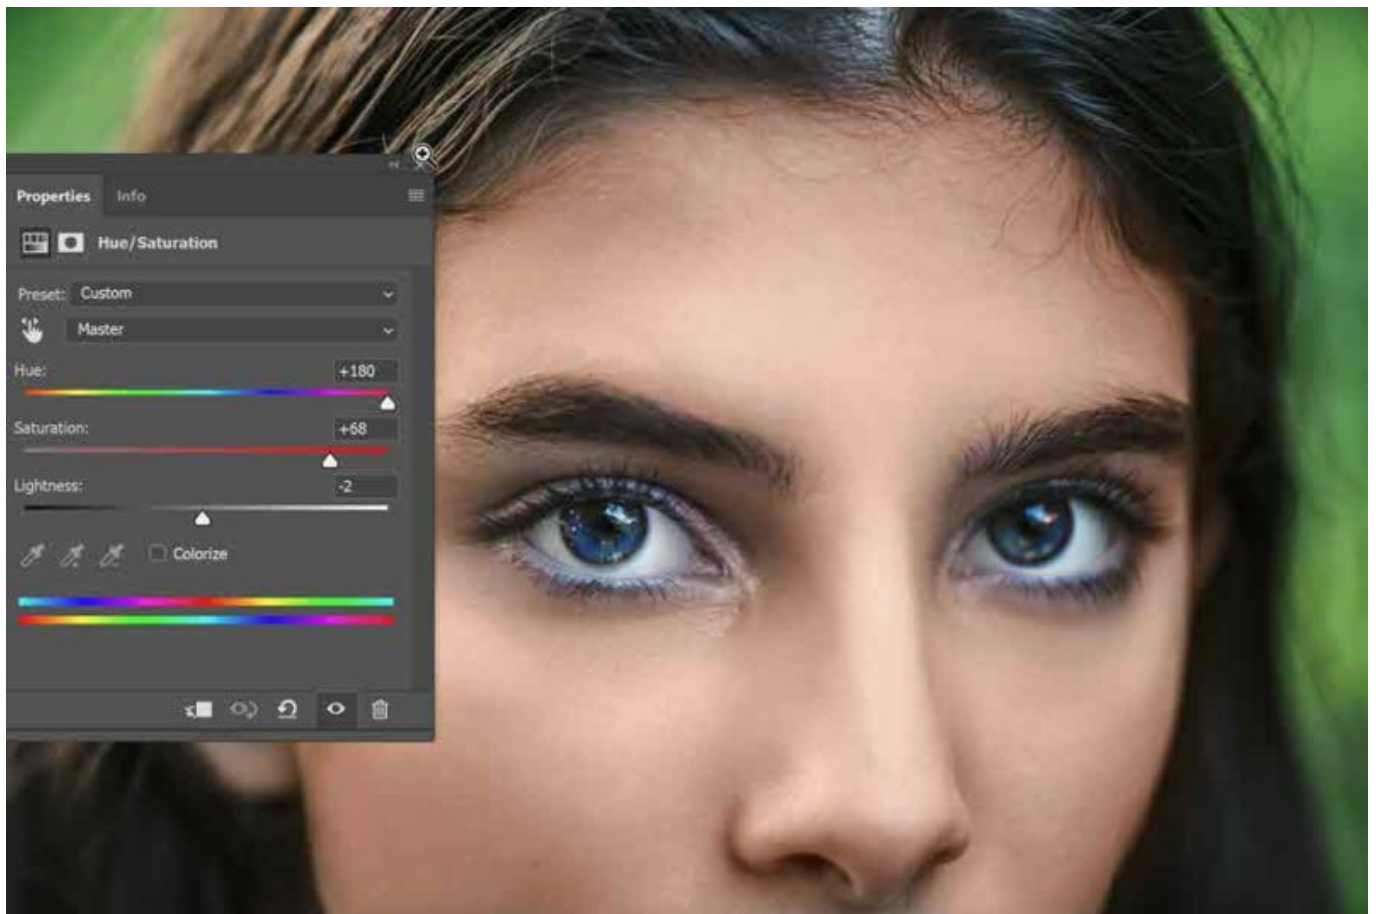 Properties Info
Hue/Saturation
Preset: Custom
Master
Hue: +180
Saturation: +68
Lightness: -2
Colorize